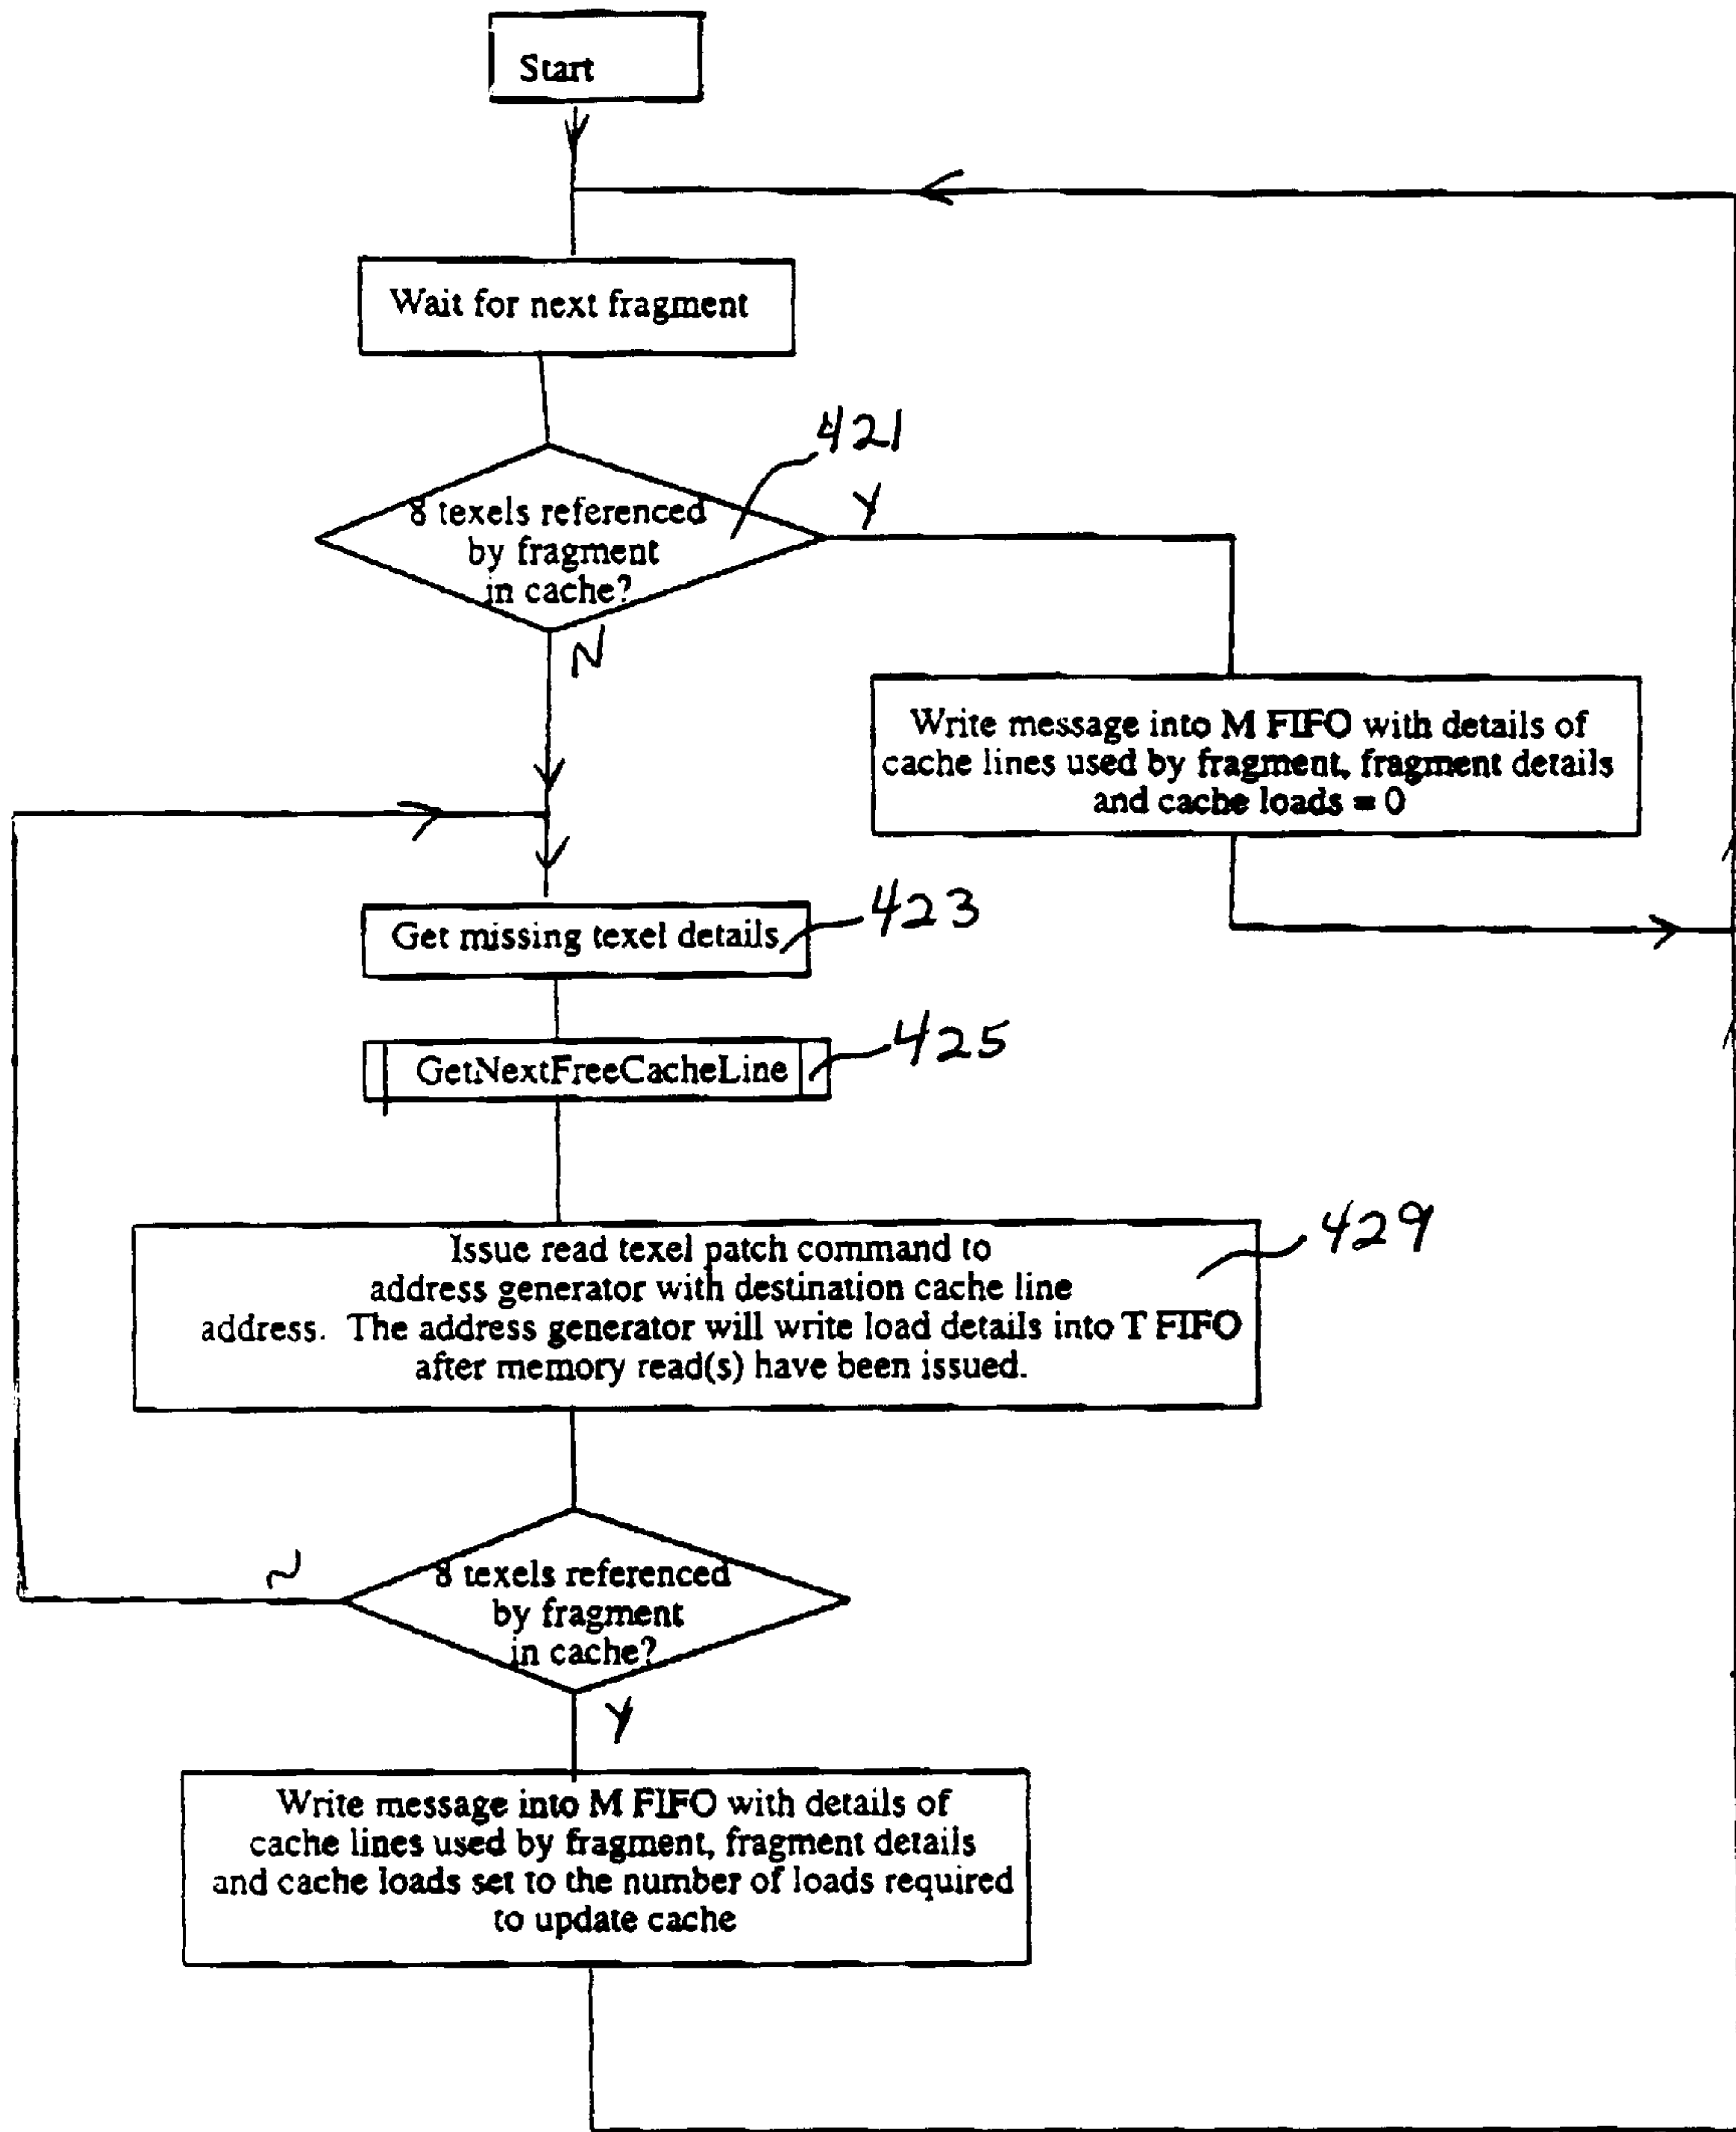 Start
Wait for next fragment
421
8 texels referenced
by fragment
in cache?
Y
N
Write message into M FIFO with details of
cache lines used by fragment, fragment details
and cache loads = 0
Get missing texel details
423
GetNextFreeCacheLine
425
Issue read texel patch command to
address generator with destination cache line
address. The address generator will write load details into T FIFO
after memory read(s) have been issued.
429
8 texels referenced
by fragment
in cache?
N
Y
Write message into M FIFO with details of
cache lines used by fragment, fragment details
and cache loads set to the number of loads required
to update cache